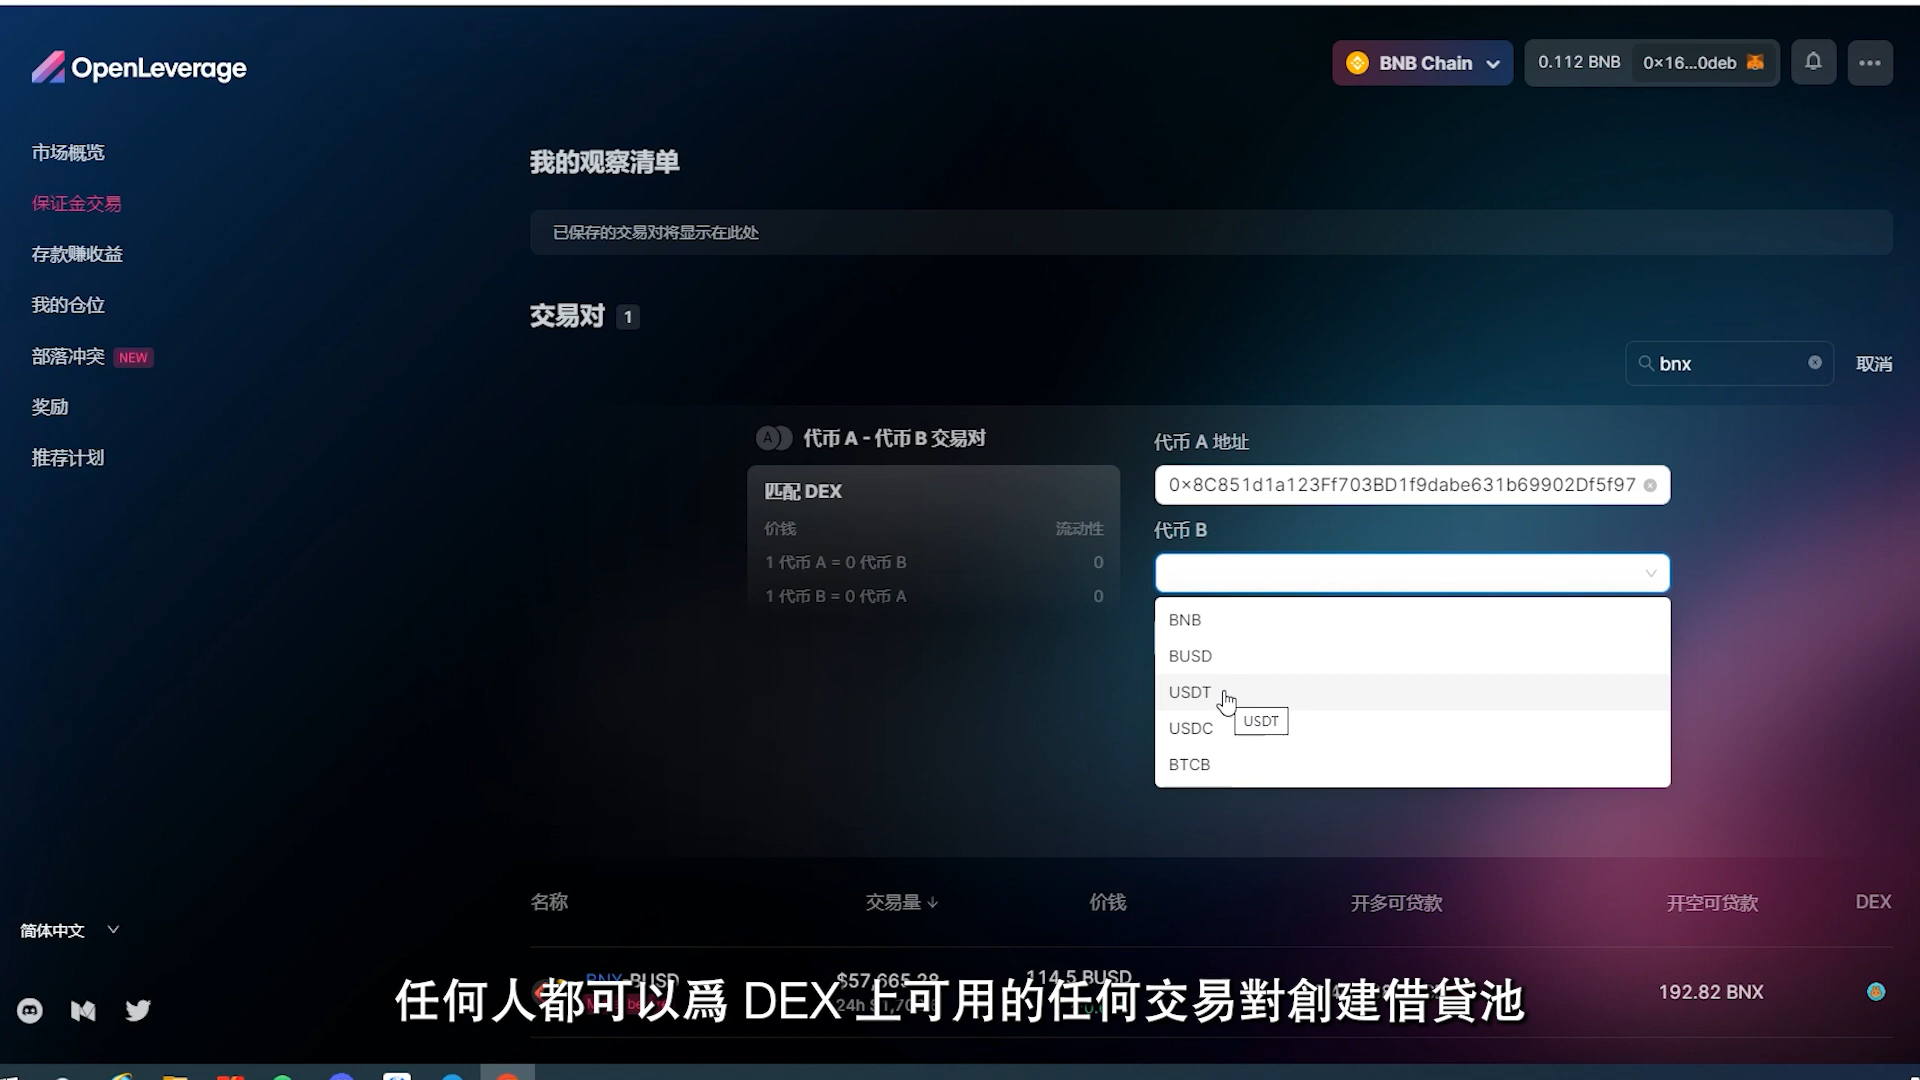 OpenLeverage
BNB Chain
0.112 BNB
0×16...0deb
市场概览
保证金交易
存款赚收益
我的仓位
部落冲突 NEW
奖励
推荐计划
我的观察清单
已保存的交易对将显示在此处
交易对 1
bnx
取消
A
代币 A - 代币 B 交易对
匹配 DEX
价钱 流动性
1 代币 A = 0 代币 B 0
1 代币 B = 0 代币 A 0
代币 A 地址
0×8C851d1a123Ff703BD1f9dabe631b69902Df5f97
代币 B
BNB
BUSD
USDT
USDT
USDC
BTCB
名称 交易量↓ 价钱 开多可贷款 开空可贷款 DEX
BNX-BUSD $57,665.28 114.5 BUSD 192.82 BNX
任何人都可以爲 DEX 上可用的任何交易對創建借貸池
简体中文